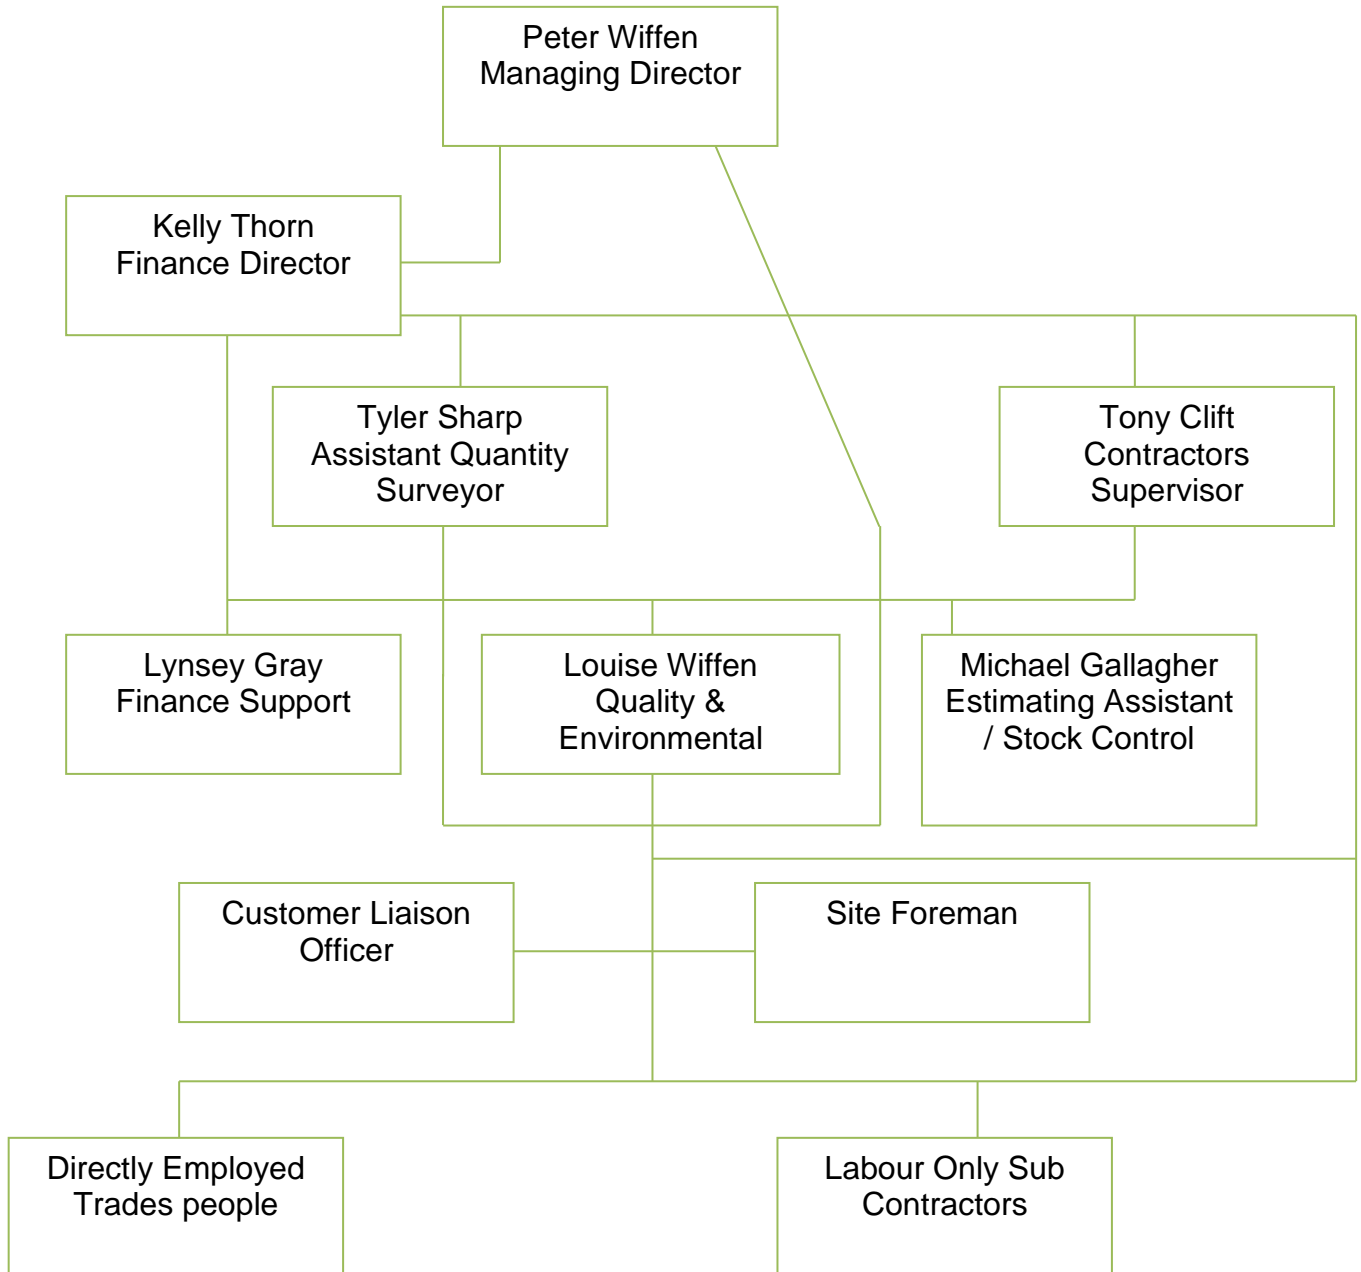 Peter Wiffen
Managing Director
Kelly Thorn
Finance Director
Tyler Sharp
Assistant Quantity
Surveyor
Tony Clift
Contractors
Supervisor
Lynsey Gray
Finance Support
Louise Wiffen
Quality &
Environmental
Michael Gallagher
Estimating Assistant
/ Stock Control
Customer Liaison
Officer
Site Foreman
Directly Employed
Trades people
Labour Only Sub
Contractors